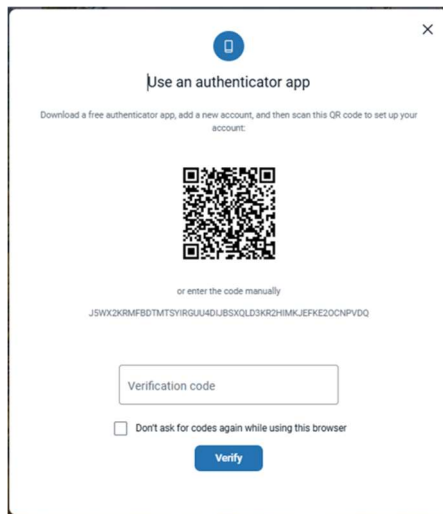 Use an authenticator app
Download a free authenticator app, add a new account, and then scan this QR code to set up your
account:
or enter the code manually
J5WX2KRMFBDTMTSYIRGUU4DIJBSXQLD3KR2HIMKJEFKE2OCNPVDQ
Verification code
Don't ask for codes again while using this browser
Verify